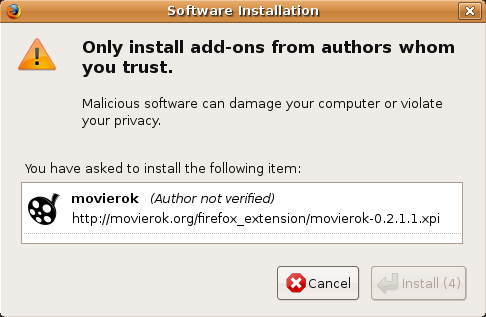 Software Installation
Only install add-ons from authors whom
you trust.
Malicious software can damage your computer or violate
your privacy.
You have asked to install the following item:
movierok (Author not verified)
http://movierok.org/firefox_extension/movierok-0.2.1.1.xpi
Cancel Install (4)